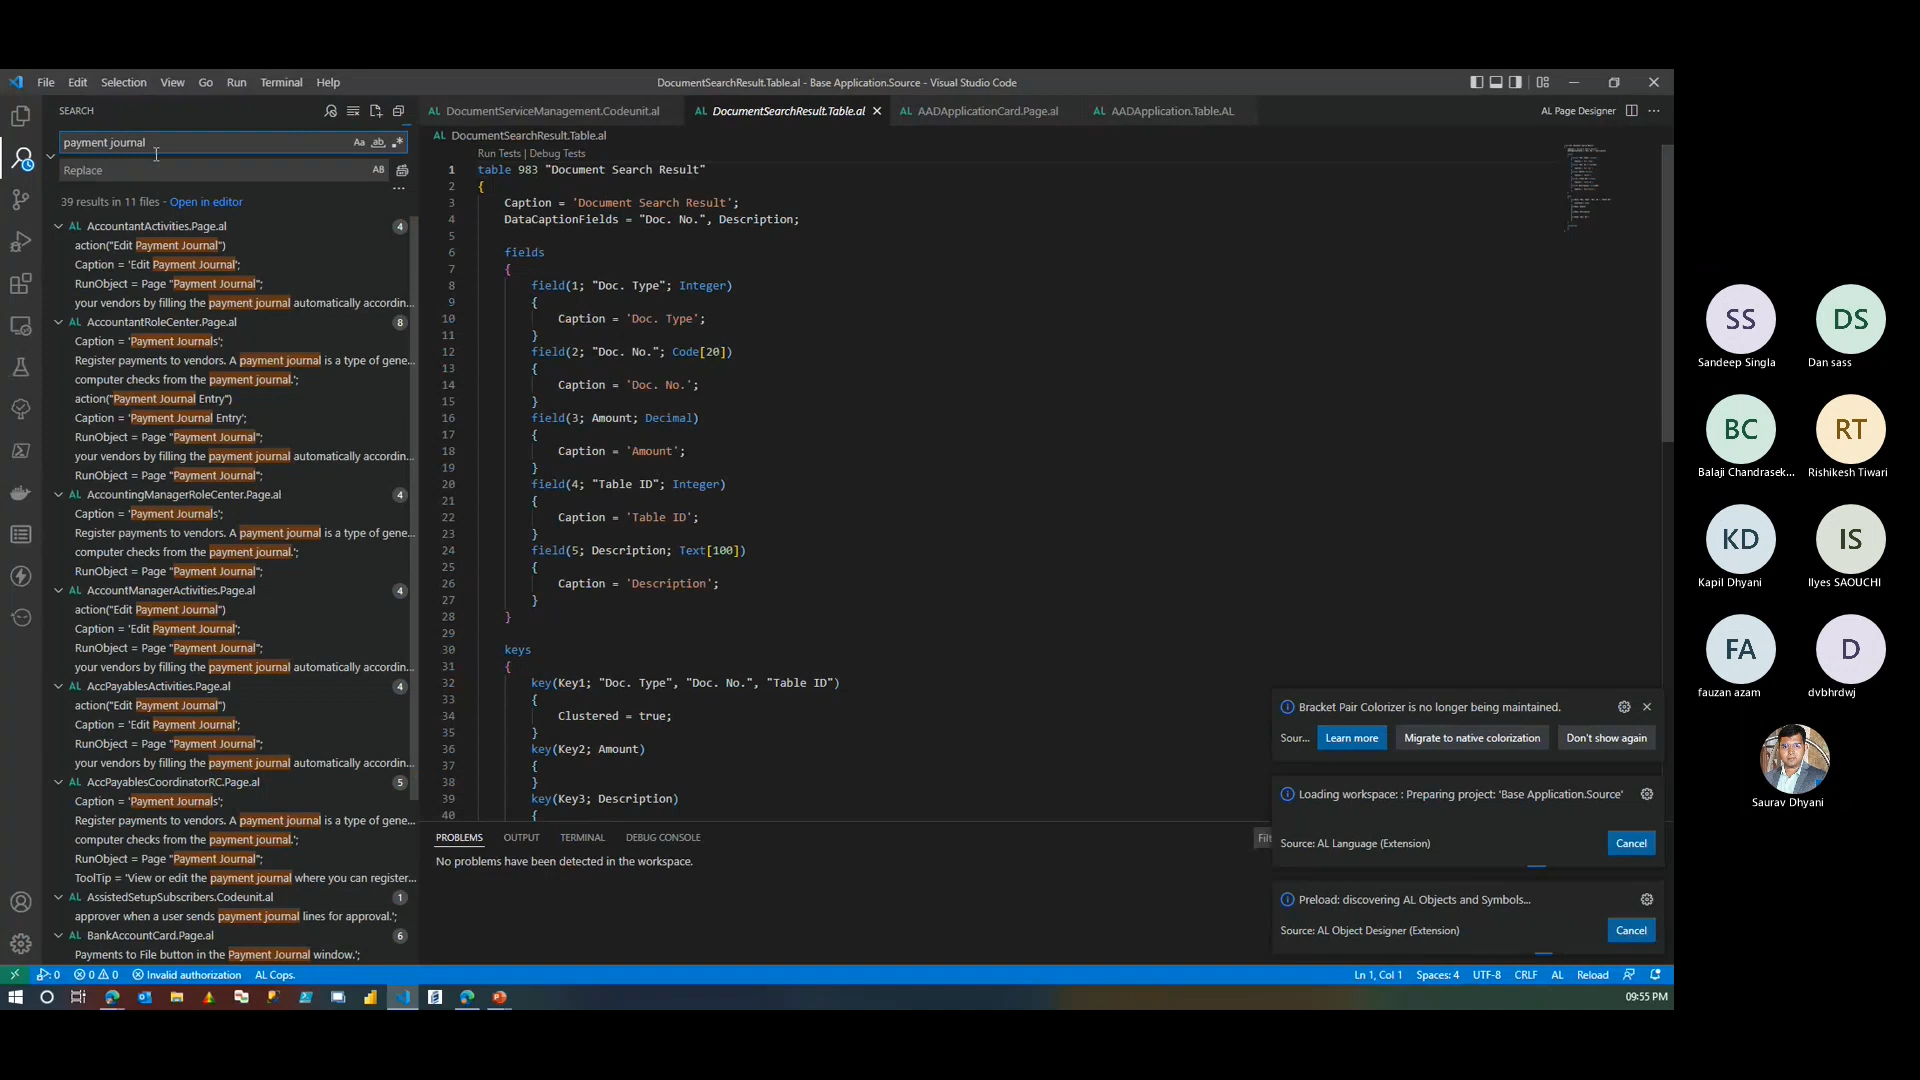 File Edit Selection View Go Run Terminal Help
DocumentSearchResult.Table.al - Base Application.Source - Visual Studio Code
SEARCH
payment journal
Aa ab
Replace
AB
39 results in 11 files - Open in editor
AL AccountantActivities.Page.al 4
action("Edit Payment Journal")
Caption = 'Edit Payment Journal';
RunObject = Page "Payment Journal";
your vendors by filling the payment journal automatically accordin...
AL AccountantRoleCenter.Page.al 8
Caption = 'Payment Journals';
Register payments to vendors. A payment journal is a type of gene...
computer checks from the payment journal.';
action("Payment Journal Entry")
Caption = 'Payment Journal Entry';
RunObject = Page "Payment Journal";
your vendors by filling the payment journal automatically accordin...
RunObject = Page "Payment Journal";
AL AccountingManagerRoleCenter.Page.al 4
Caption = 'Payment Journals';
Register payments to vendors. A payment journal is a type of gene...
computer checks from the payment journal.';
RunObject = Page "Payment Journal";
AL AccountManagerActivities.Page.al 4
action("Edit Payment Journal")
Caption = 'Edit Payment Journal';
RunObject = Page "Payment Journal";
your vendors by filling the payment journal automatically accordin...
AL AccPayablesActivities.Page.al 4
action("Edit Payment Journal")
Caption = 'Edit Payment Journal';
RunObject = Page "Payment Journal";
your vendors by filling the payment journal automatically accordin...
AL AccPayablesCoordinatorRC.Page.al 5
Caption = 'Payment Journals';
Register payments to vendors. A payment journal is a type of gene...
computer checks from the payment journal.';
RunObject = Page "Payment Journal";
ToolTip = 'View or edit the payment journal where you can register...
AL AssistedSetupSubscribers.Codeunit.al 1
approver when a user sends payment journal lines for approval.';
AL BankAccountCard.Page.al 6
Payments to File button in the Payment Journal window.';
AL DocumentServiceManagement.Codeunit.al
AL DocumentSearchResult.Table.al
AL AADApplicationCard.Page.al
AL AADApplication.Table.AL
AL Page Designer
AL DocumentSearchResult.Table.al
Run Tests | Debug Tests
1 table 983 "Document Search Result"
2 {
3 Caption = 'Document Search Result';
4 DataCaptionFields = "Doc. No.", Description;
5
6 fields
7 {
8 field(1; "Doc. Type"; Integer)
9 {
10 Caption = 'Doc. Type';
11 }
12 field(2; "Doc. No."; Code[20])
13 {
14 Caption = 'Doc. No.';
15 }
16 field(3; Amount; Decimal)
17 {
18 Caption = 'Amount';
19 }
20 field(4; "Table ID"; Integer)
21 {
22 Caption = 'Table ID';
23 }
24 field(5; Description; Text[100])
25 {
26 Caption = 'Description';
27 }
28 }
29
30 keys
31 {
32 key(Key1; "Doc. Type", "Doc. No.", "Table ID")
33 {
34 Clustered = true;
35 }
36 key(Key2; Amount)
37 {
38 }
39 key(Key3; Description)
40 {
PROBLEMS OUTPUT TERMINAL DEBUG CONSOLE
Filt
No problems have been detected in the workspace.
Bracket Pair Colorizer is no longer being maintained.
Sour... Learn more Migrate to native colorization Don't show again
Loading workspace: : Preparing project: 'Base Application.Source'
Source: AL Language (Extension) Cancel
Preload: discovering AL Objects and Symbols...
Source: AL Object Designer (Extension) Cancel
0 0 0 Invalid authorization AL Cops.
Ln 1, Col 1 Spaces: 4 UTF-8 CRLF AL Reload
09:55 PM
SS DS
Sandeep Singla Dan sass
BC RT
Balaji Chandrasek... Rishikesh Tiwari
KD IS
Kapil Dhyani Ilyes SAOUCHI
FA D
fauzan azam dvbhrdwj
Saurav Dhyani